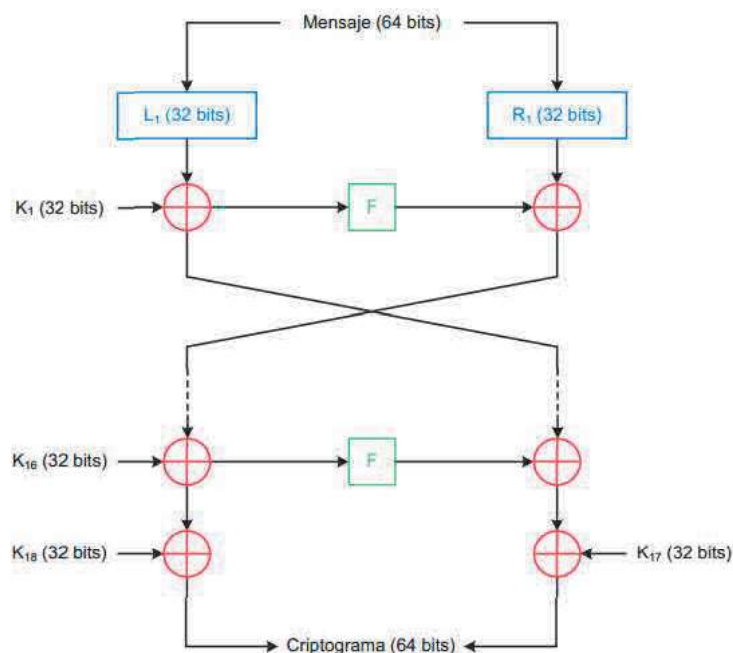 Mensaje (64 bits)
L₁ (32 bits)
R₁ (32 bits)
K₁ (32 bits)
F
K₁₆ (32 bits)
F
K₁₈ (32 bits)
K₁₇ (32 bits)
Criptograma (64 bits)